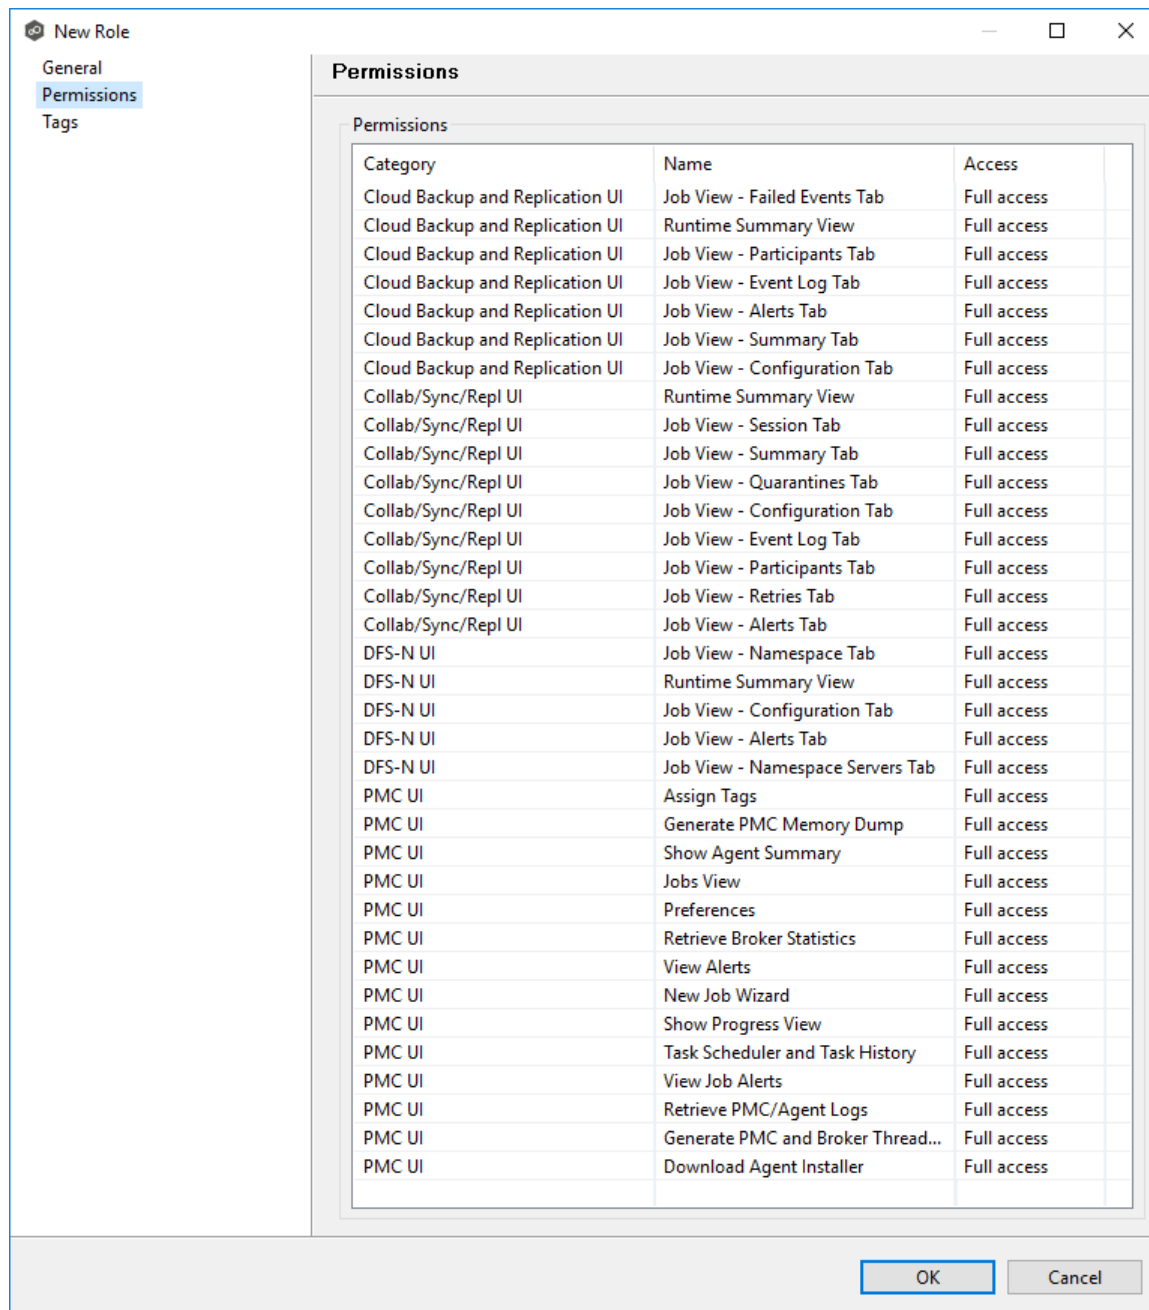 New Role
General
Permissions
Tags
Permissions
Permissions
Category Name Access
Cloud Backup and Replication UI Job View - Failed Events Tab Full access
Cloud Backup and Replication UI Runtime Summary View Full access
Cloud Backup and Replication UI Job View - Participants Tab Full access
Cloud Backup and Replication UI Job View - Event Log Tab Full access
Cloud Backup and Replication UI Job View - Alerts Tab Full access
Cloud Backup and Replication UI Job View - Summary Tab Full access
Cloud Backup and Replication UI Job View - Configuration Tab Full access
Collab/Sync/Repl UI Runtime Summary View Full access
Collab/Sync/Repl UI Job View - Session Tab Full access
Collab/Sync/Repl UI Job View - Summary Tab Full access
Collab/Sync/Repl UI Job View - Quarantines Tab Full access
Collab/Sync/Repl UI Job View - Configuration Tab Full access
Collab/Sync/Repl UI Job View - Event Log Tab Full access
Collab/Sync/Repl UI Job View - Participants Tab Full access
Collab/Sync/Repl UI Job View - Retries Tab Full access
Collab/Sync/Repl UI Job View - Alerts Tab Full access
DFS-N UI Job View - Namespace Tab Full access
DFS-N UI Runtime Summary View Full access
DFS-N UI Job View - Configuration Tab Full access
DFS-N UI Job View - Alerts Tab Full access
DFS-N UI Job View - Namespace Servers Tab Full access
PMC UI Assign Tags Full access
PMC UI Generate PMC Memory Dump Full access
PMC UI Show Agent Summary Full access
PMC UI Jobs View Full access
PMC UI Preferences Full access
PMC UI Retrieve Broker Statistics Full access
PMC UI View Alerts Full access
PMC UI New Job Wizard Full access
PMC UI Show Progress View Full access
PMC UI Task Scheduler and Task History Full access
PMC UI View Job Alerts Full access
PMC UI Retrieve PMC/Agent Logs Full access
PMC UI Generate PMC and Broker Thread... Full access
PMC UI Download Agent Installer Full access
OK Cancel